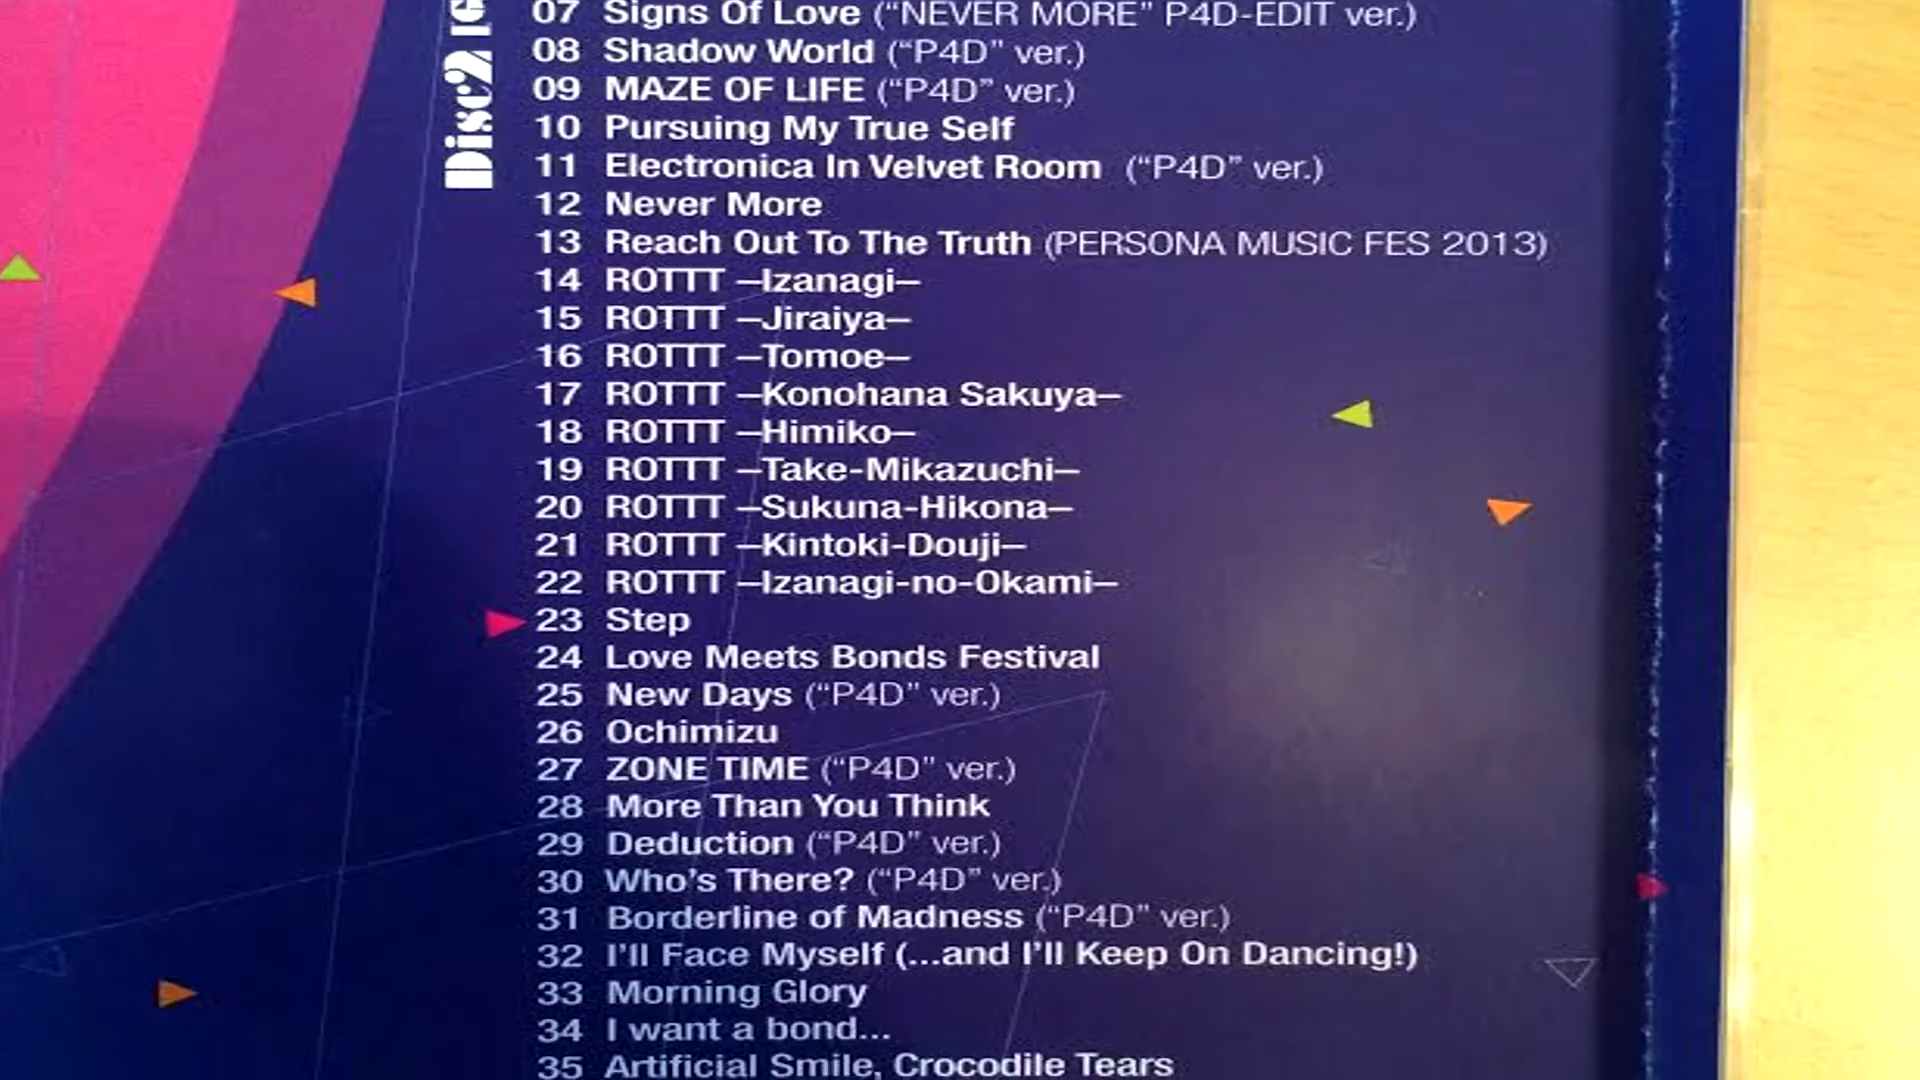 Disc2
07 Signs Of Love (“NEVER MORE” P4D-EDIT ver.)
08 Shadow World (“P4D” ver.)
09 MAZE OF LIFE (“P4D” ver.)
10 Pursuing My True Self
11 Electronica In Velvet Room (“P4D” ver.)
12 Never More
13 Reach Out To The Truth (PERSONA MUSIC FES 2013)
14 ROTTT –Izanagi–
15 ROTTT –Jiraiya–
16 ROTTT –Tomoe–
17 ROTTT –Konohana Sakuya–
18 ROTTT –Himiko–
19 ROTTT –Take-Mikazuchi–
20 ROTTT –Sukuna-Hikona–
21 ROTTT –Kintoki-Douji–
22 ROTTT –Izanagi-no-Okami–
23 Step
24 Love Meets Bonds Festival
25 New Days (“P4D” ver.)
26 Ochimizu
27 ZONE TIME (“P4D” ver.)
28 More Than You Think
29 Deduction (“P4D” ver.)
30 Who’s There? (“P4D” ver.)
31 Borderline of Madness (“P4D” ver.)
32 I’ll Face Myself (...and I’ll Keep On Dancing!)
33 Morning Glory
34 I want a bond...
35 Artificial Smile, Crocodile Tears